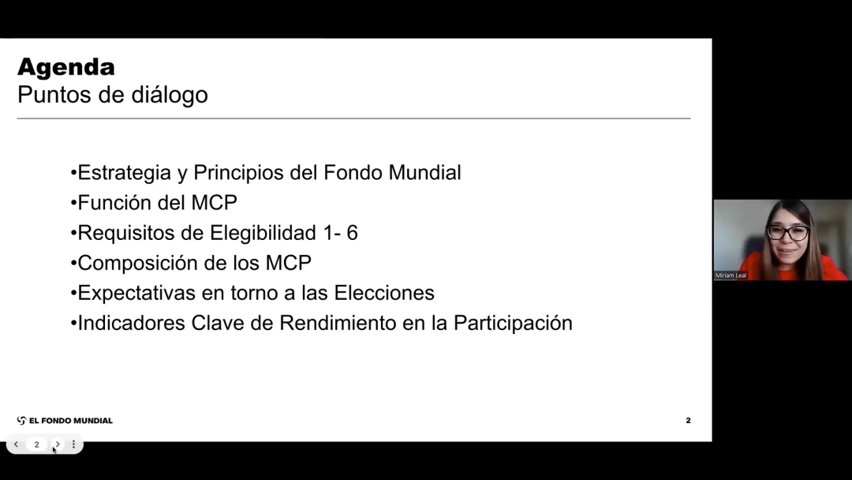 Agenda
Puntos de diálogo
•Estrategia y Principios del Fondo Mundial
•Función del MCP
•Requisitos de Elegibilidad 1- 6
•Composición de los MCP
•Expectativas en torno a las Elecciones
•Indicadores Clave de Rendimiento en la Participación
Miriam Leal
EL FONDO MUNDIAL
2
2